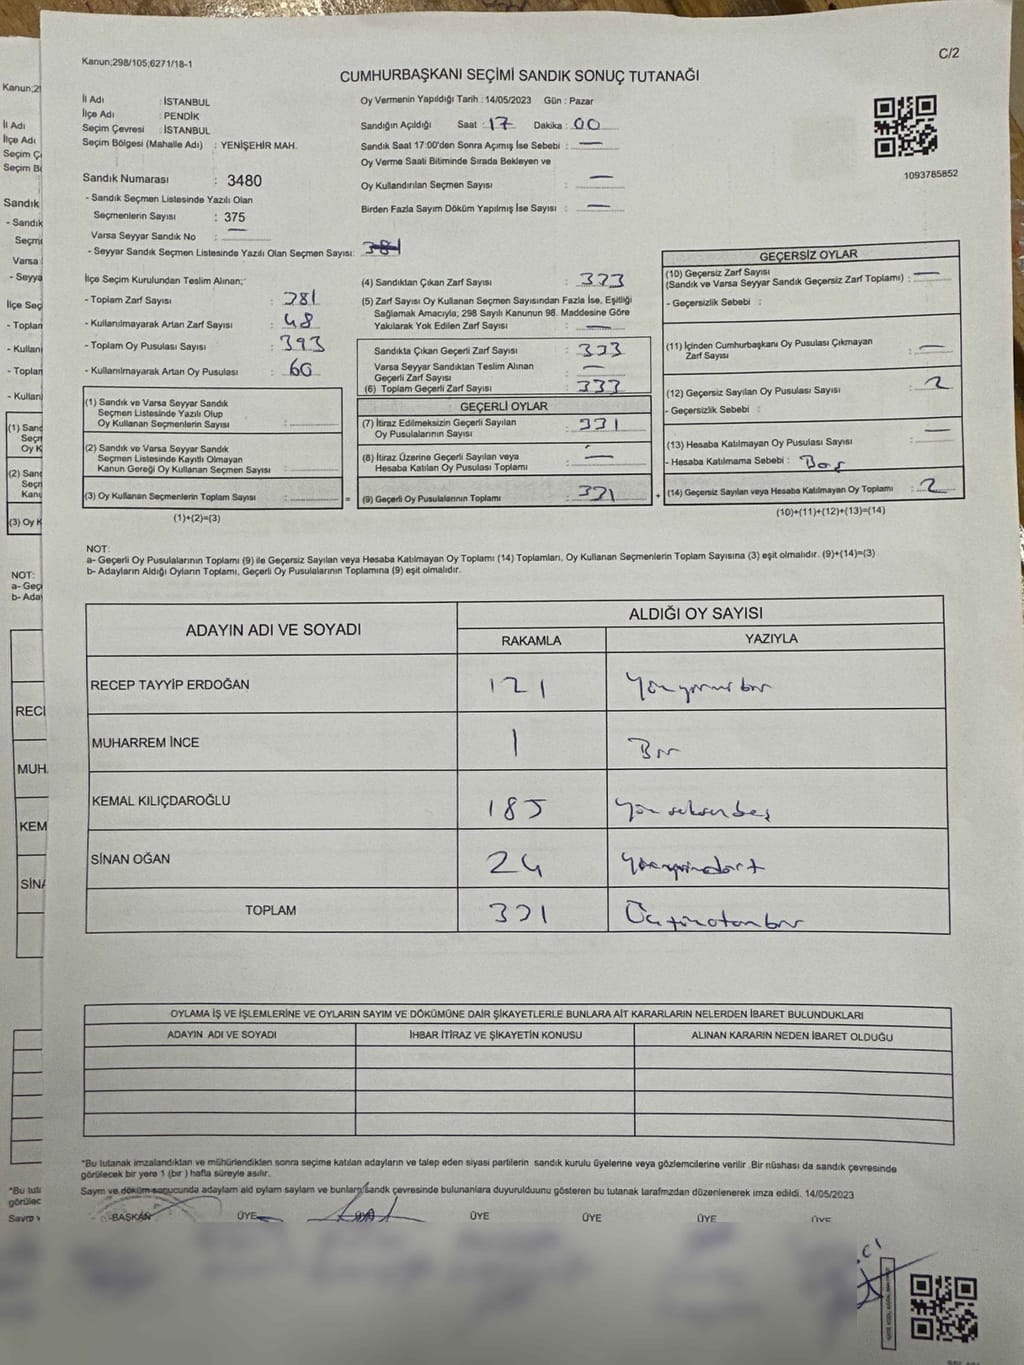 Kanun;298/105;6271/18-1
C/2
CUMHURBAŞKANI SEÇİMİ SANDIK SONUÇ TUTANAĞI
İl Adı : İSTANBUL
İlçe Adı : PENDİK
Seçim Çevresi : İSTANBUL
Seçim Bölgesi (Mahalle Adı) : YENİŞEHİR MAH.
Oy Vermenin Yapıldığı Tarih : 14/05/2023 Gün : Pazar
Sandığın Açıldığı Saat : 17 Dakika : 00
Sandık Saat 17:00'den Sonra Açımış İse Sebebi : —
Oy Verme Saati Bitiminde Sırada Bekleyen ve
Oy Kullandırılan Seçmen Sayısı : —
Birden Fazla Sayım Döküm Yapılmış İse Sayısı : —
1093785852
Sandık Numarası : 3480
- Sandık Seçmen Listesinde Yazılı Olan
Seçmenlerin Sayısı : 375
Varsa Seyyar Sandık No : —
- Seyyar Sandık Seçmen Listesinde Yazılı Olan Seçmen Sayısı:
İlçe Seçim Kurulundan Teslim Alınan;
- Toplam Zarf Sayısı : 381
- Kullanılmayarak Artan Zarf Sayısı : 48
- Toplam Oy Pusulası Sayısı : 393
- Kullanılmayarak Artan Oy Pusulası : 60
(1) Sandık ve Varsa Seyyar Sandık
Seçmen Listesinde Yazılı Olup
Oy Kullanan Seçmenlerin Sayısı :
(2) Sandık ve Varsa Seyyar Sandık
Seçmen Listesinde Kayıtlı Olmayan
Kanun Gereği Oy Kullanan Seçmen Sayısı :
(3) Oy Kullanan Seçmenlerin Toplam Sayısı : =
(1)+(2)=(3)
(4) Sandıktan Çıkan Zarf Sayısı : 333
(5) Zarf Sayısı Oy Kullanan Seçmen Sayısından Fazla İse, Eşitliği
Sağlamak Amacıyla; 298 Sayılı Kanunun 98. Maddesine Göre
Yakılarak Yok Edilen Zarf Sayısı : —
Sandıkta Çıkan Geçerli Zarf Sayısı : 333
Varsa Seyyar Sandıktan Teslim Alınan
Geçerli Zarf Sayısı : —
(6) Toplam Geçerli Zarf Sayısı : 333
GEÇERLİ OYLAR
(7) İtiraz Edilmeksizin Geçerli Sayılan
Oy Pusulalarının Sayısı : 331
(8) İtiraz Üzerine Geçerli Sayılan veya
Hesaba Katılan Oy Pusulası Toplamı : —
(9) Geçerli Oy Pusulalarının Toplamı : 331 +
GEÇERSİZ OYLAR
(10) Geçersiz Zarf Sayısı
(Sandık ve Varsa Seyyar Sandık Geçersiz Zarf Toplamı) : —
- Geçersizlik Sebebi :
(11) İçinden Cumhurbaşkanı Oy Pusulası Çıkmayan
Zarf Sayısı : —
(12) Geçersiz Sayılan Oy Pusulası Sayısı : 2
- Geçersizlik Sebebi :
(13) Hesaba Katılmayan Oy Pusulası Sayısı : —
- Hesaba Katılmama Sebebi : Boş
(14) Geçersiz Sayılan veya Hesaba Katılmayan Oy Toplamı : 2
(10)+(11)+(12)+(13)=(14)
NOT:
a- Geçerli Oy Pusulalarının Toplamı (9) ile Geçersiz Sayılan veya Hesaba Katılmayan Oy Toplamı (14) Toplamları, Oy Kullanan Seçmenlerin Toplam Sayısına (3) eşit olmalıdır. (9)+(14)=(3)
b- Adayların Aldığı Oyların Toplamı, Geçerli Oy Pusulalarının Toplamına (9) eşit olmalıdır.
ADAYIN ADI VE SOYADI
ALDIĞI OY SAYISI
RAKAMLA YAZIYLA
RECEP TAYYİP ERDOĞAN 121 Yüzyirmibir
MUHARREM İNCE 1 Bir
KEMAL KILIÇDAROĞLU 185 Yüzseksenbeş
SİNAN OĞAN 24
TOPLAM 331 Üçyüzotuzbir
OYLAMA İŞ VE İŞLEMLERİNE VE OYLARIN SAYIM VE DÖKÜMÜNE DAİR ŞİKAYETLERLE BUNLARA AİT KARARLARIN NELERDEN İBARET BULUNDUKLARI
ADAYIN ADI VE SOYADI İHBAR İTİRAZ VE ŞİKAYETİN KONUSU ALINAN KARARIN NEDEN İBARET OLDUĞU
*Bu tutanak imzalandıktan ve mühürlendikten sonra seçime katılan adayların ve talep eden siyasi partilerin sandık kurulu üyelerine veya gözlemcilerine verilir .Bir nüshası da sandık çevresinde
görülecek bir yere 1 (bir ) hafta süreyle asılır.
Sayım ve döküm sonucunda adaylam ald oylam saylam ve bunlam sandk çevresinde bulunanlara duyurulduunu gösteren bu tutanak tarafmzdan düzenlenerek imza edildi. 14/05/2023
BAŞKAN ÜYE ÜYE ÜYE ÜYE ÜYE